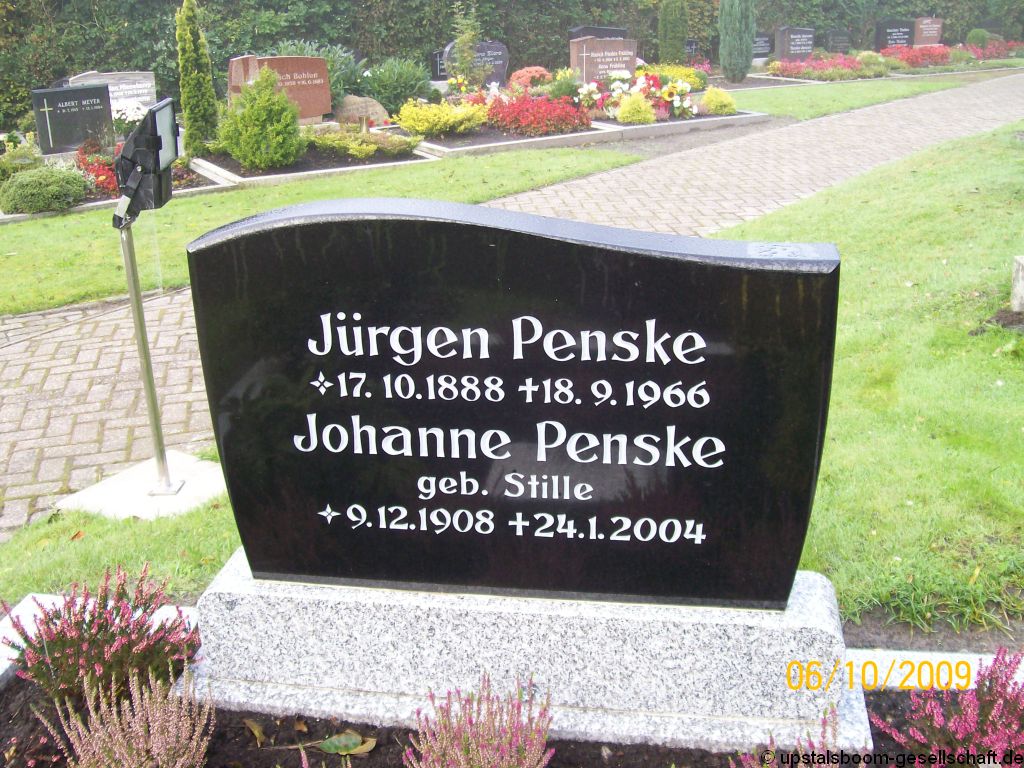 Jürgen Penske
✧17.10.1888 ✝18.9.1966
Johanne Penske
geb. Stille
✧9.12.1908 ✝24.1.2004
ALBERT MEYER
Bohlen
06/10/2009
© upstalsboom-gesellschaft.de